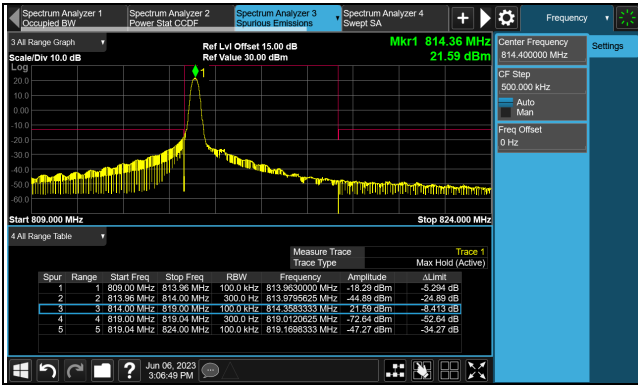 Spectrum Analyzer 1
Occupied BW
Spectrum Analyzer 2
Power Stat CCDF
Spectrum Analyzer 3
Spurious Emissions
Spectrum Analyzer 4
Swept SA
Frequency
3 All Range Graph
Scale/Div 10.0 dB
Ref Lvl Offset 15.00 dB
Ref Value 30.00 dBm
Mkr1 814.36 MHz
21.59 dBm
Log
1
20.0
10.0
0.00
-10.0
-20.0
-30.0
-40.0
-50.0
-60.0
Start 809.000 MHz
Stop 824.000 MHz
Center Frequency
814.400000 MHz
CF Step
500.000 kHz
Auto
Man
Freq Offset
0 Hz
Settings
4 All Range Table
Measure Trace Trace 1
Trace Type Max Hold (Active)
Spur Range Start Freq Stop Freq RBW Frequency Amplitude ΔLimit
1 1 809.00 MHz 813.96 MHz 100.0 kHz 813.9630000 MHz -18.29 dBm -5.294 dB
2 2 813.96 MHz 814.00 MHz 300.0 Hz 813.9795625 MHz -44.89 dBm -24.89 dB
3 3 814.00 MHz 819.00 MHz 100.0 kHz 814.3583333 MHz 21.59 dBm -8.413 dB
4 4 819.00 MHz 819.04 MHz 300.0 Hz 819.0120625 MHz -72.64 dBm -52.64 dB
5 5 819.04 MHz 824.00 MHz 100.0 kHz 819.1698333 MHz -47.27 dBm -34.27 dB
?
Jun 06, 2023
3:06:49 PM